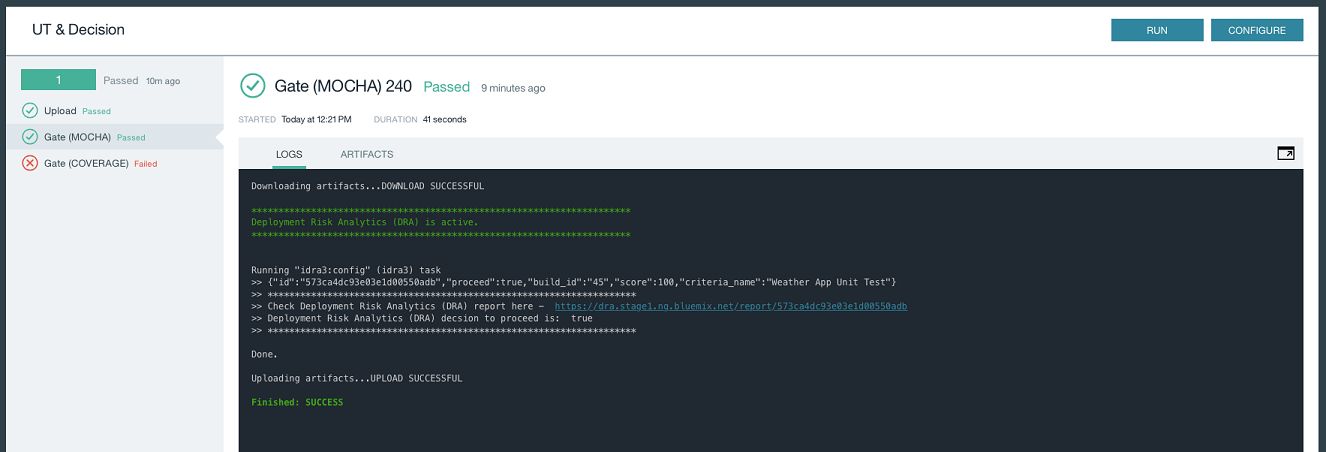 UT & Decision
RUN
CONFIGURE
1 Passed 10m ago
Upload Passed
Gate (MOCHA) Passed
Gate (COVERAGE) Failed
Gate (MOCHA) 240 Passed 9 minutes ago
STARTED Today at 12:21 PM DURATION 41 seconds
LOGS
ARTIFACTS
Downloading artifacts...DOWNLOAD SUCCESSFUL
**********************************************************************
Deployment Risk Analytics (DRA) is active.
**********************************************************************
Running "idra3:config" (idra3) task
>> {"id":"573ca4dc93e03e1d00550adb","proceed":true,"build_id":"45","score":100,"criteria_name":"Weather App Unit Test"}
>> ********************************************************************
>> Check Deployment Risk Analytics (DRA) report here - https://dra.stage1.ng.bluemix.net/report/573ca4dc93e03e1d00550adb
>> Deployment Risk Analytics (DRA) decsion to proceed is: true
>> ********************************************************************
Done.
Uploading artifacts...UPLOAD SUCCESSFUL
Finished: SUCCESS